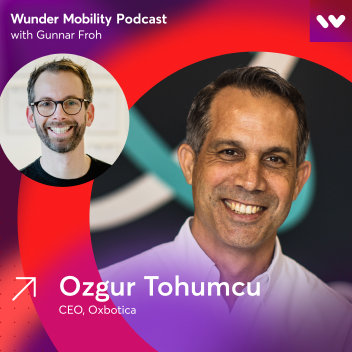 Wunder Mobility Podcast
with Gunnar Froh
Ozgur Tohumcu
CEO, Oxbotica